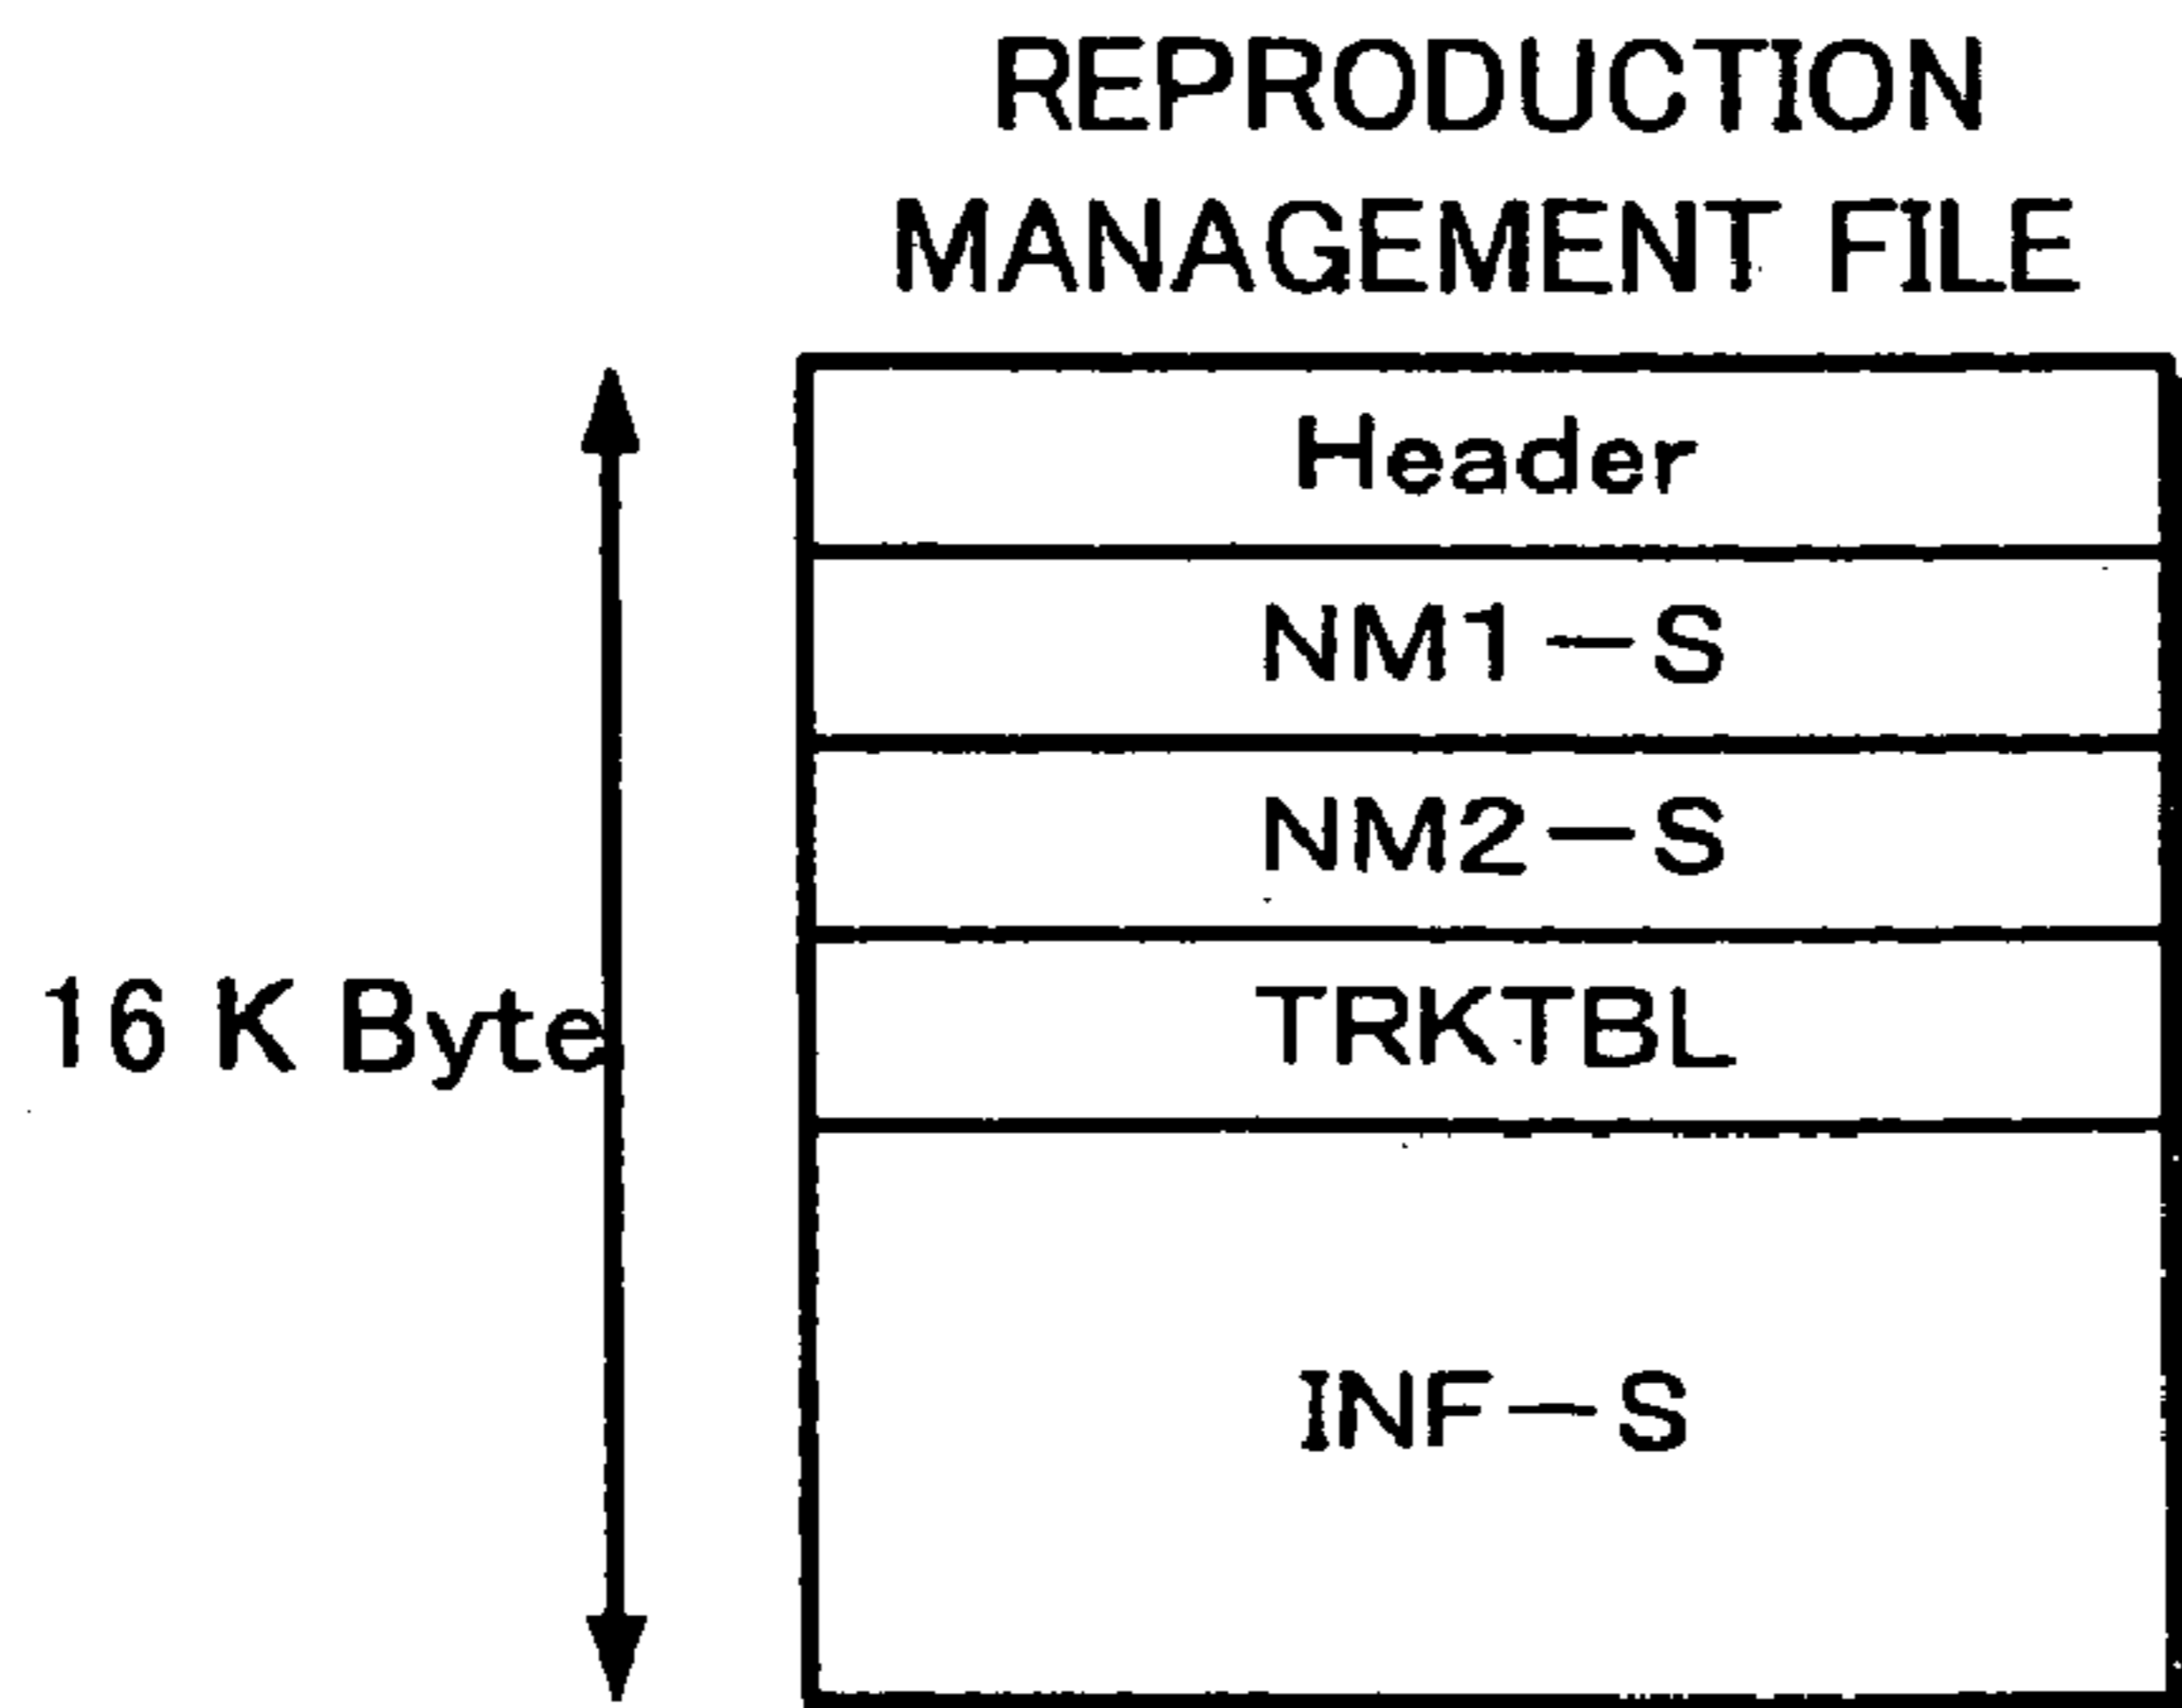 REPRODUCTION
MANAGEMENT FILE
Header
NM1-S
NM2-S
16 K Byte
TRKTBL
INF-S